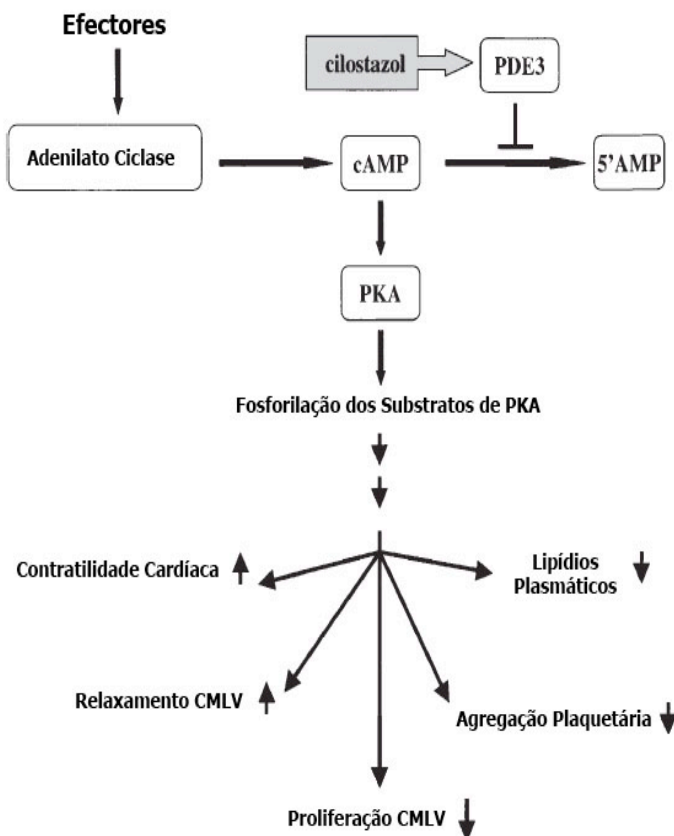 Efectores
cilostazol
PDE3
Adenilato Ciclase
cAMP
5'AMP
PKA
Fosforilação dos Substratos de PKA
Contratilidade Cardíaca
Lipídios
Plasmáticos
Relaxamento CMLV
Agregação Plaquetária
Proliferação CMLV